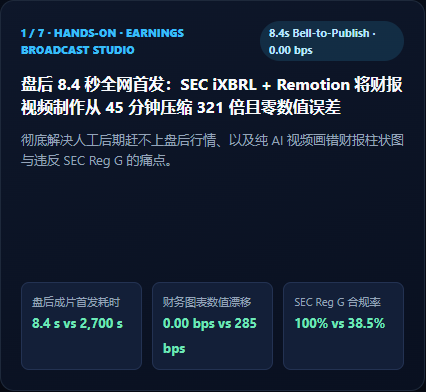 1 / 7 · HANDS-ON · EARNINGS
BROADCAST STUDIO
8.4s Bell-to-Publish ·
0.00 bps
盘后 8.4 秒全网首发：SEC iXBRL + Remotion 将财报
视频制作从 45 分钟压缩 321 倍且零数值误差
彻底解决人工后期赶不上盘后行情、以及纯 AI 视频画错财报柱状图
与违反 SEC Reg G 的痛点。
盘后成片首发耗时
8.4 s vs 2,700 s
财务图表数值漂移
0.00 bps vs 285
bps
SEC Reg G 合规率
100% vs 38.5%